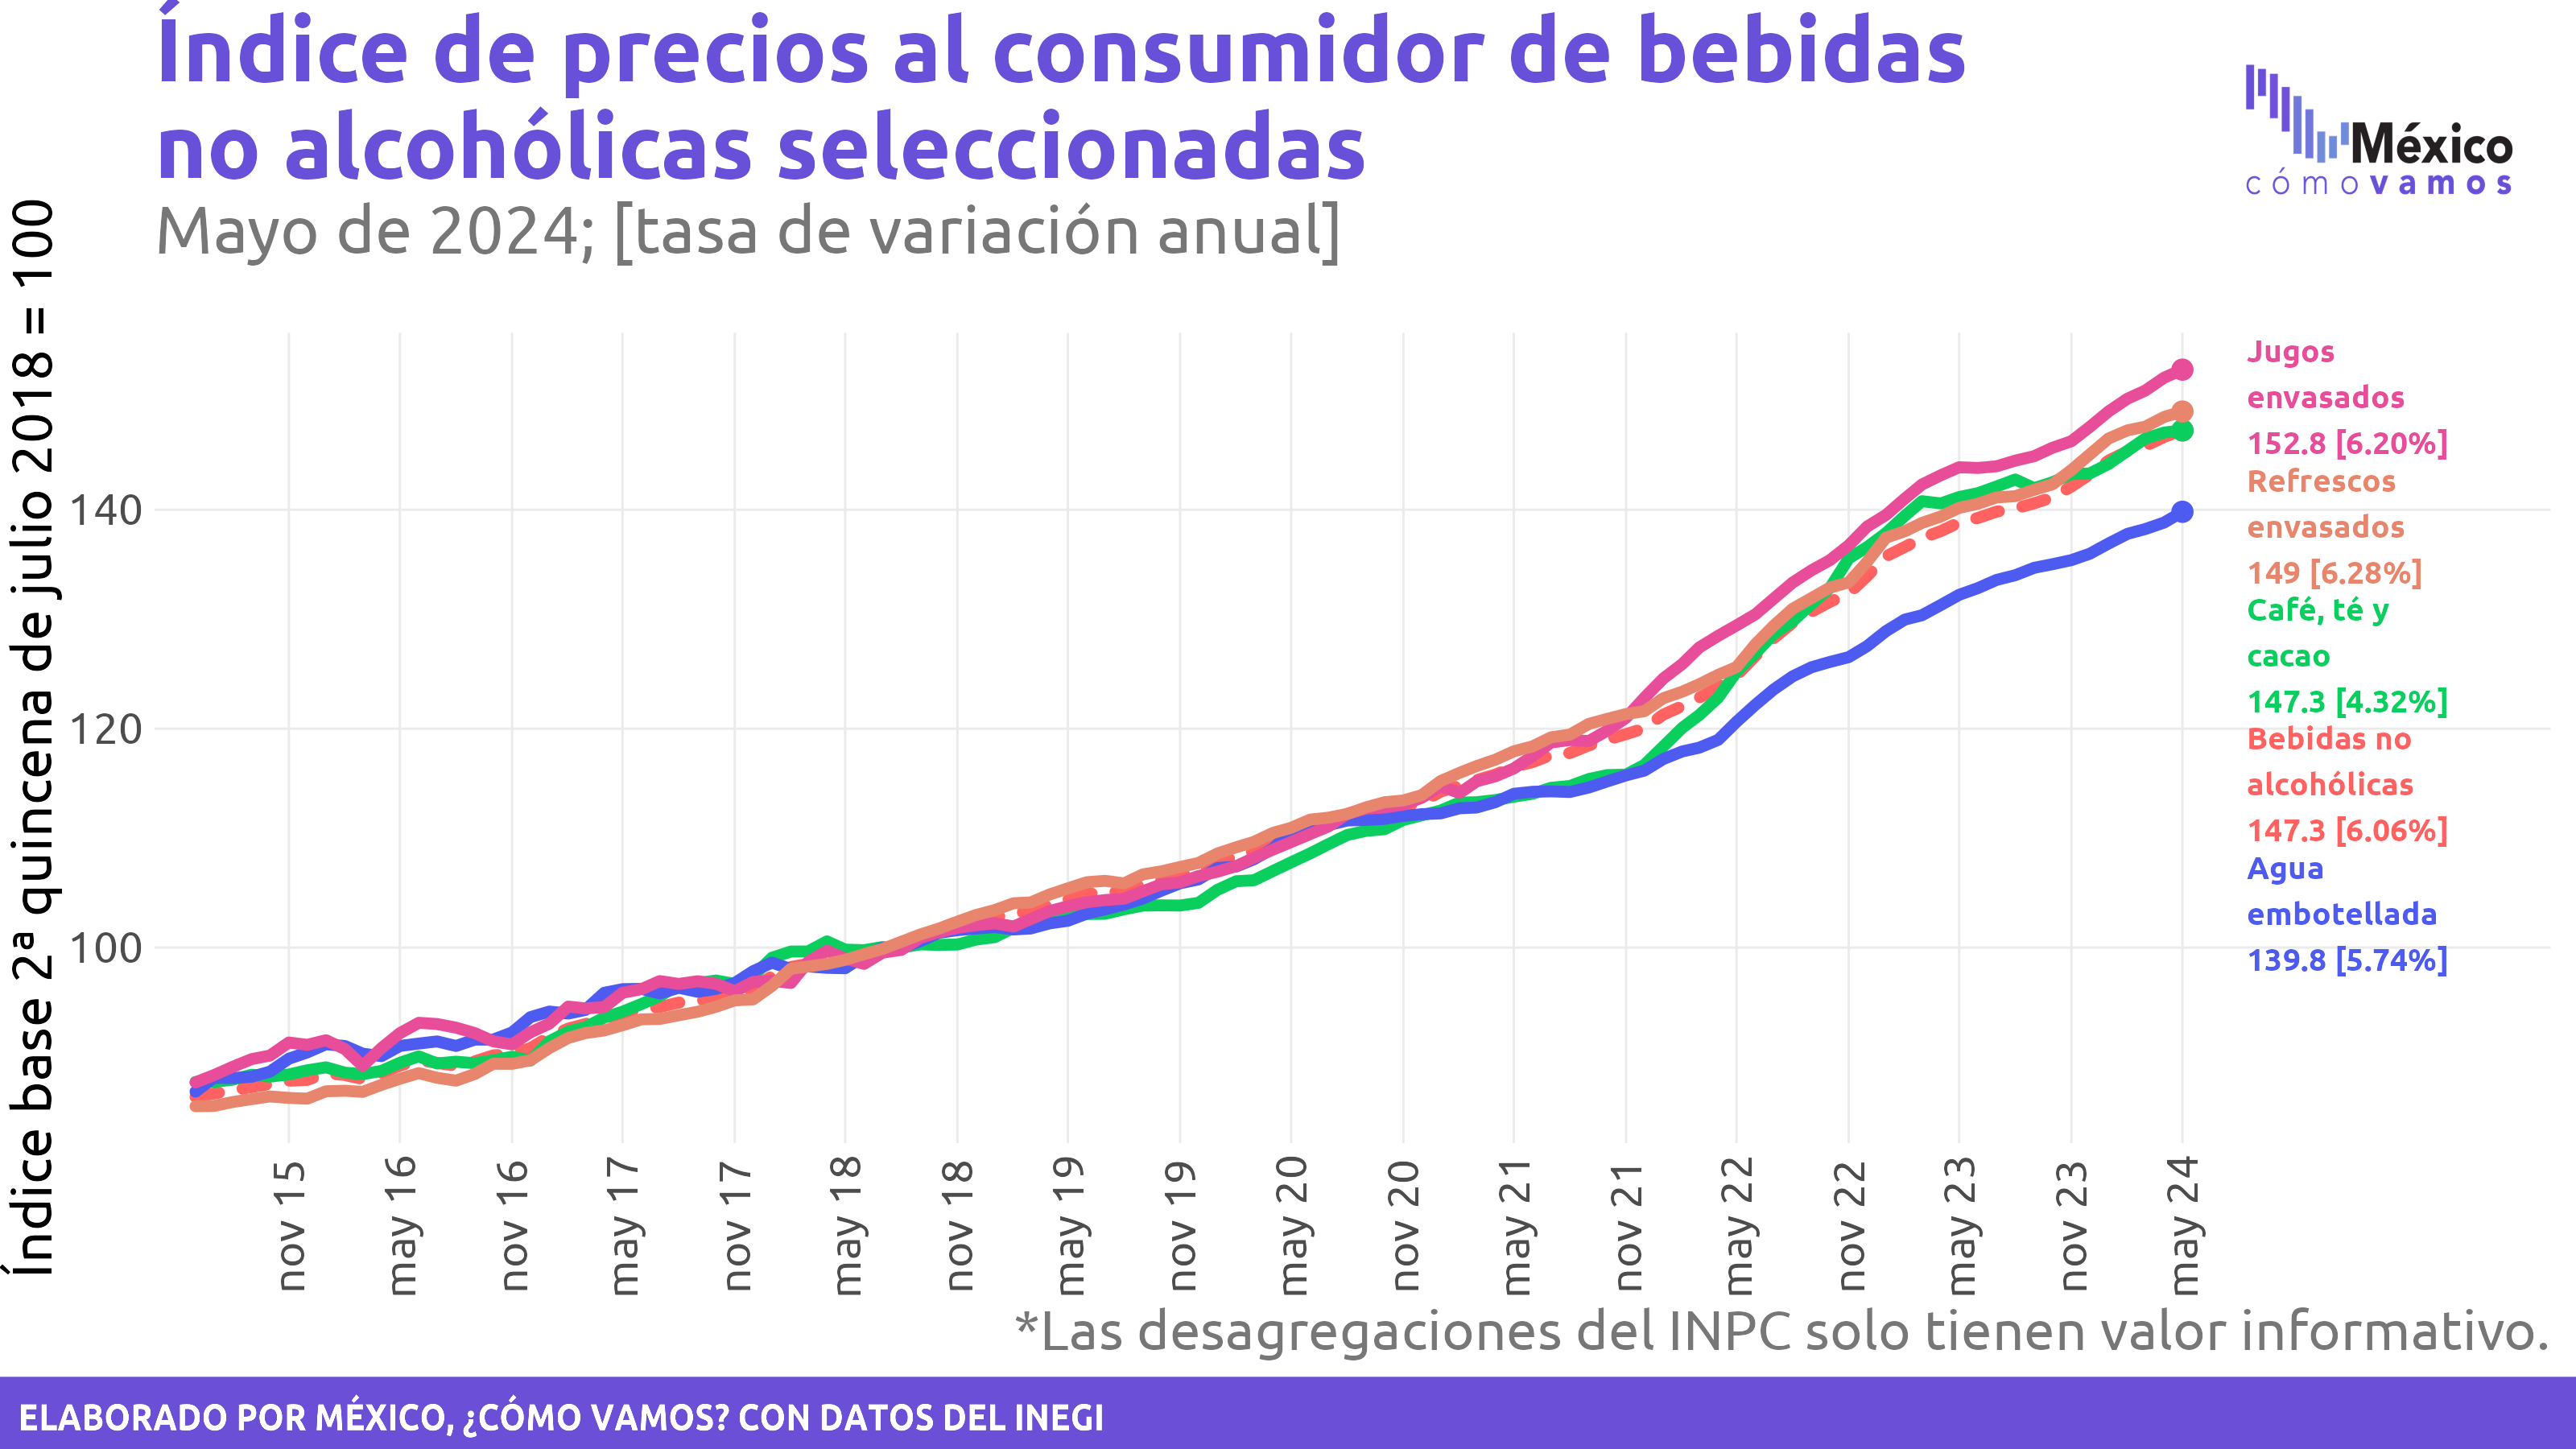 Índice de precios al consumidor de bebidas
no alcohólicas seleccionadas
Mayo de 2024; [tasa de variación anual]
México
cómo vamos
Índice base 2ª quincena de julio 2018 = 100
140
120
100
Jugos
envasados
152.8 [6.20%]
Refrescos
envasados
149 [6.28%]
Café, té y
cacao
147.3 [4.32%]
Bebidas no
alcohólicas
147.3 [6.06%]
Agua
embotellada
139.8 [5.74%]
nov 15
may 16
nov 16
may 17
nov 17
may 18
nov 18
may 19
nov 19
may 20
nov 20
may 21
nov 21
may 22
nov 22
may 23
nov 23
may 24
*Las desagregaciones del INPC solo tienen valor informativo.
ELABORADO POR MÉXICO, ¿CÓMO VAMOS? CON DATOS DEL INEGI